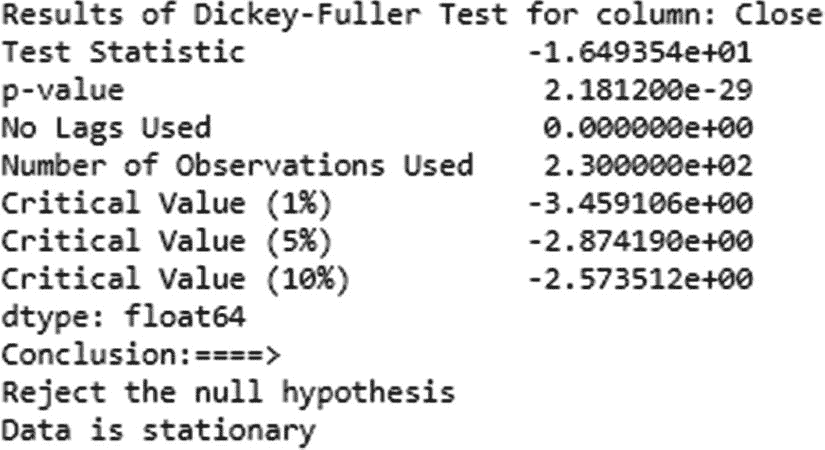 Results of Dickey-Fuller Test for column: Close
Test Statistic -1.649354e+01
p-value 2.181200e-29
No Lags Used 0.000000e+00
Number of Observations Used 2.300000e+02
Critical Value (1%) -3.459106e+00
Critical Value (5%) -2.874190e+00
Critical Value (10%) -2.573512e+00
dtype: float64
Conclusion:====>
Reject the null hypothesis
Data is stationary